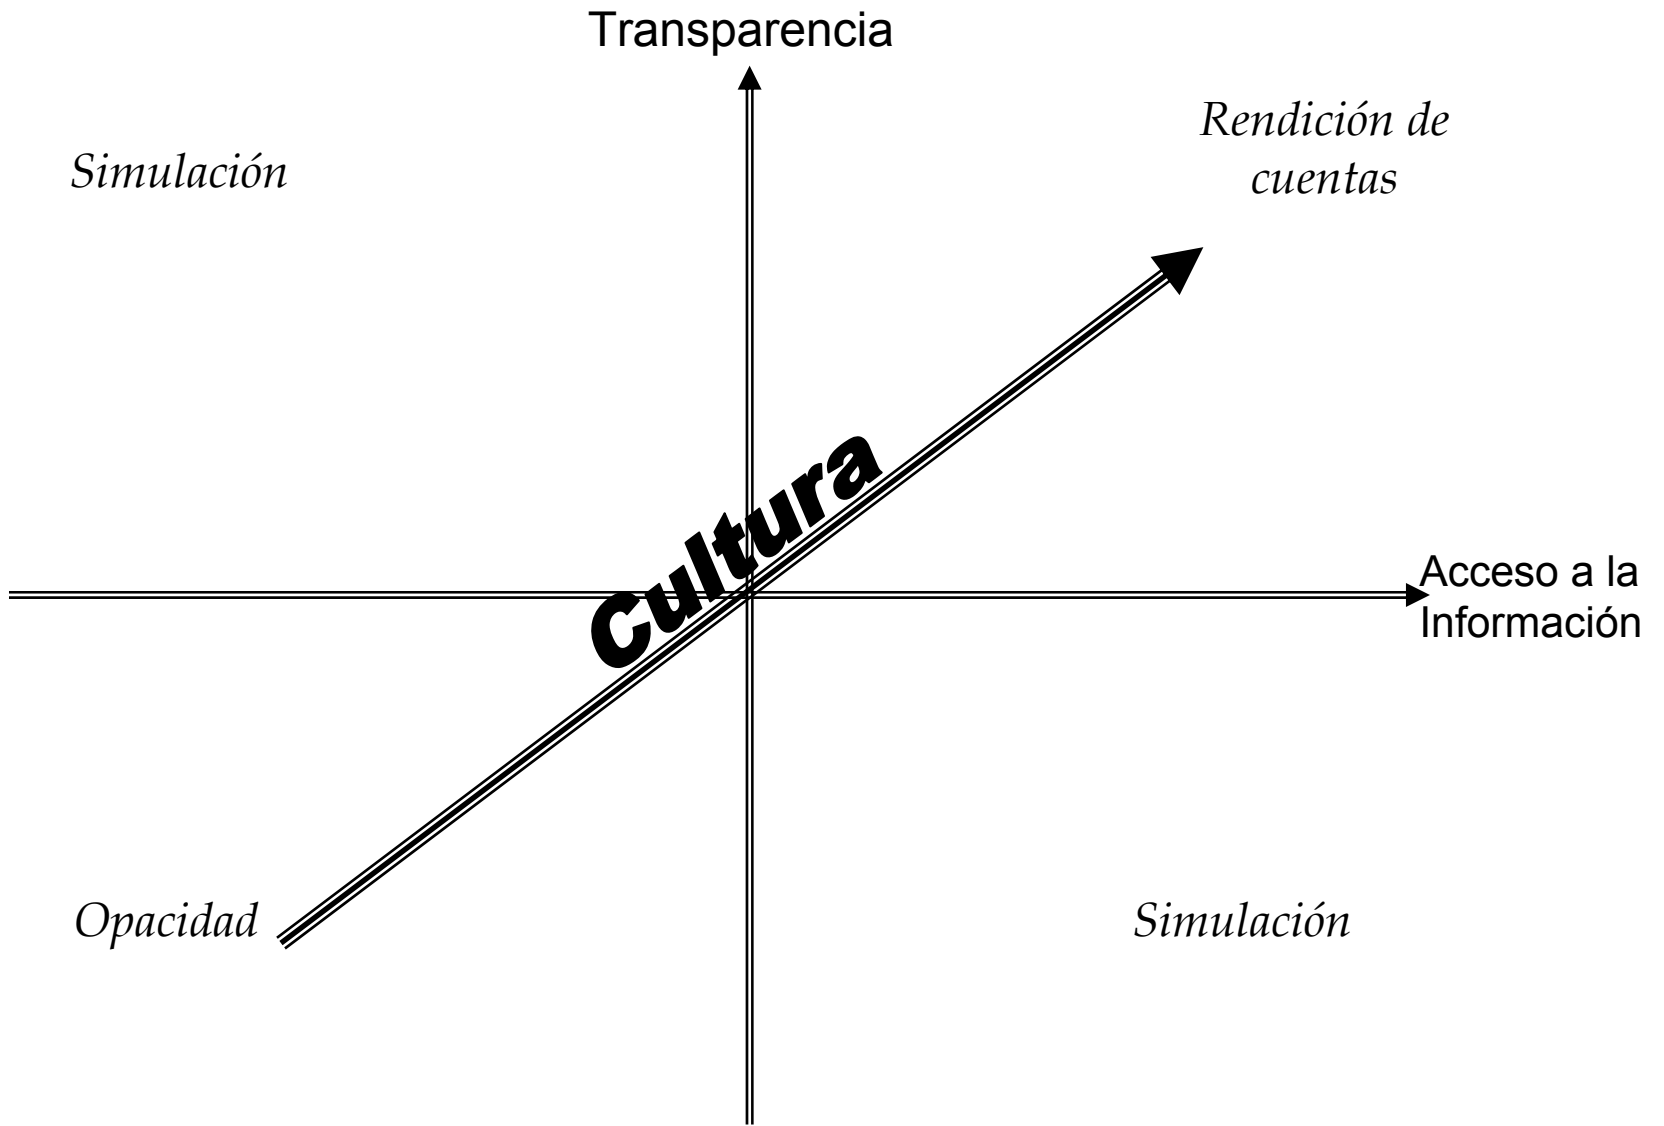 Transparencia
Rendición de
cuentas
Simulación
Cultura
Acceso a la
Información
Opacidad
Simulación